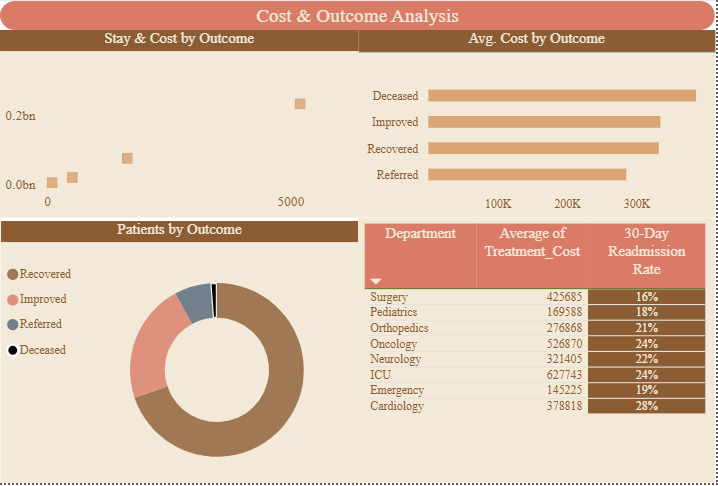 Cost & Outcome Analysis
Stay & Cost by Outcome
0.2bn
0.0bn
0
5000
Avg. Cost by Outcome
Deceased
Improved
Recovered
Referred
100K 200K 300K
Patients by Outcome
Recovered
Improved
Referred
Deceased
Department Average of Treatment_Cost 30-Day Readmission Rate
Surgery 425685 16%
Pediatrics 169588 18%
Orthopedics 276868 21%
Oncology 526870 24%
Neurology 321405 22%
ICU 627743 24%
Emergency 145225 19%
Cardiology 378818 28%